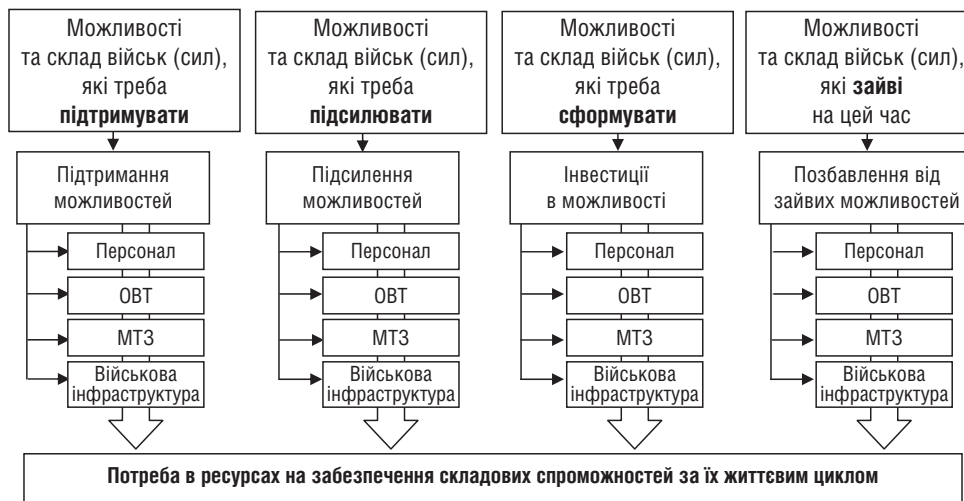 Можливості
та склад військ (сил),
які треба
підтримувати
Можливості
та склад військ (сил),
які треба
підсилювати
Можливості
та склад військ (сил),
які треба
сформувати
Можливості
та склад військ (сил),
які зайві
на цей час
Підтримання
можливостей
Підсилення
можливостей
Інвестиції
в можливості
Позбавлення від
зайвих можливостей
Персонал
ОВТ
МТЗ
Військова
інфраструктура
Персонал
ОВТ
МТЗ
Військова
інфраструктура
Персонал
ОВТ
МТЗ
Військова
інфраструктура
Персонал
ОВТ
МТЗ
Військова
інфраструктура
Потреба в ресурсах на забезпечення складових спроможностей за їх життєвим циклом